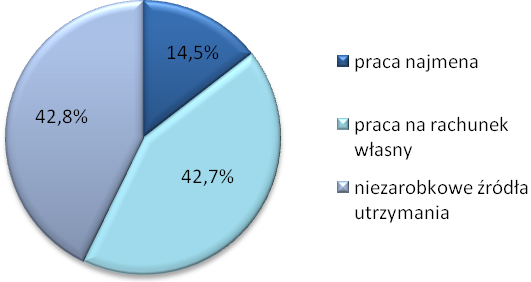 14,5%
42,8%
42,7%
praca najmena
praca na rachunek
własny
niezarobkowe źródła
utrzymania